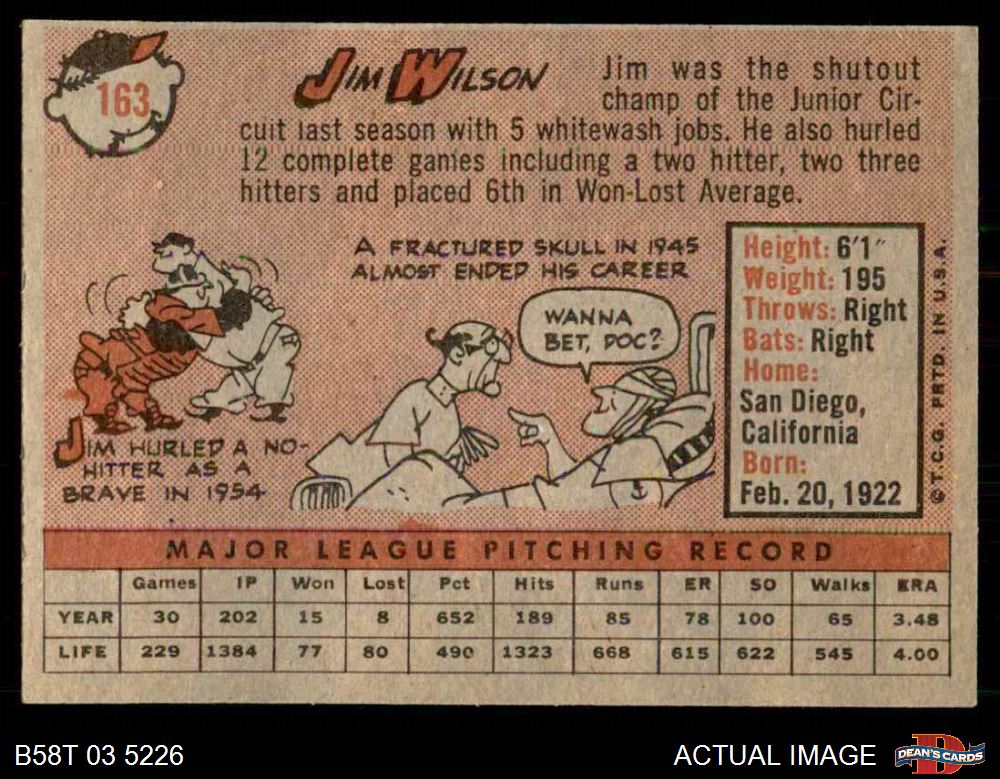 163
JIM WILSON
Jim was the shutout
champ of the Junior Cir-
cuit last season with 5 whitewash jobs. He also hurled
12 complete games including a two hitter, two three
hitters and placed 6th in Won-Lost Average.
A FRACTURED SKULL IN 1945
ALMOST ENDED HIS CAREER
WANNA
BET, DOC?
JIM HURLED A NO-
HITTER AS A
BRAVE IN 1954
Height: 6'1"
Weight: 195
Throws: Right
Bats: Right
Home:
San Diego,
California
Born:
Feb. 20, 1922
© T.C.G. PRTD. IN U.S.A.
MAJOR LEAGUE PITCHING RECORD
Games IP Won Lost Pct Hits Runs ER SO Walks ERA
YEAR 30 202 15 8 652 189 85 78 100 65 3.48
LIFE 229 1384 77 80 490 1323 668 615 622 545 4.00
B58T 03 5226
ACTUAL IMAGE
DEAN'S CARDS